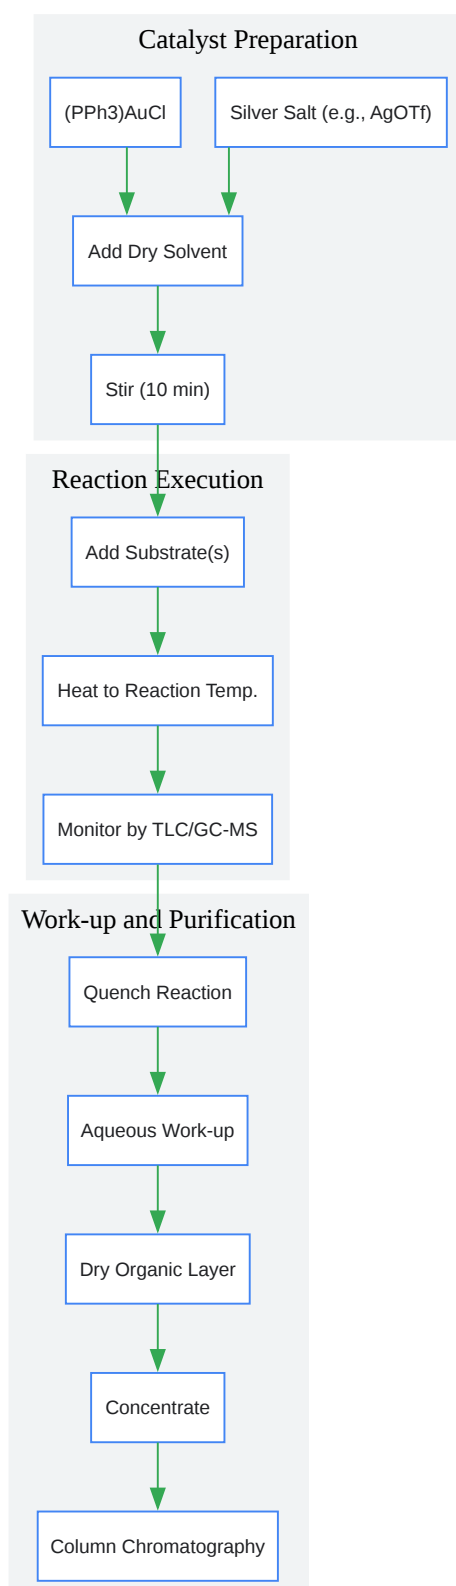 Catalyst Preparation
(PPh3)AuCl
Silver Salt (e.g., AgOTf)
Add Dry Solvent
Stir (10 min)
Reaction Execution
Add Substrate(s)
Heat to Reaction Temp.
Monitor by TLC/GC-MS
Work-up and Purification
Quench Reaction
Aqueous Work-up
Dry Organic Layer
Concentrate
Column Chromatography